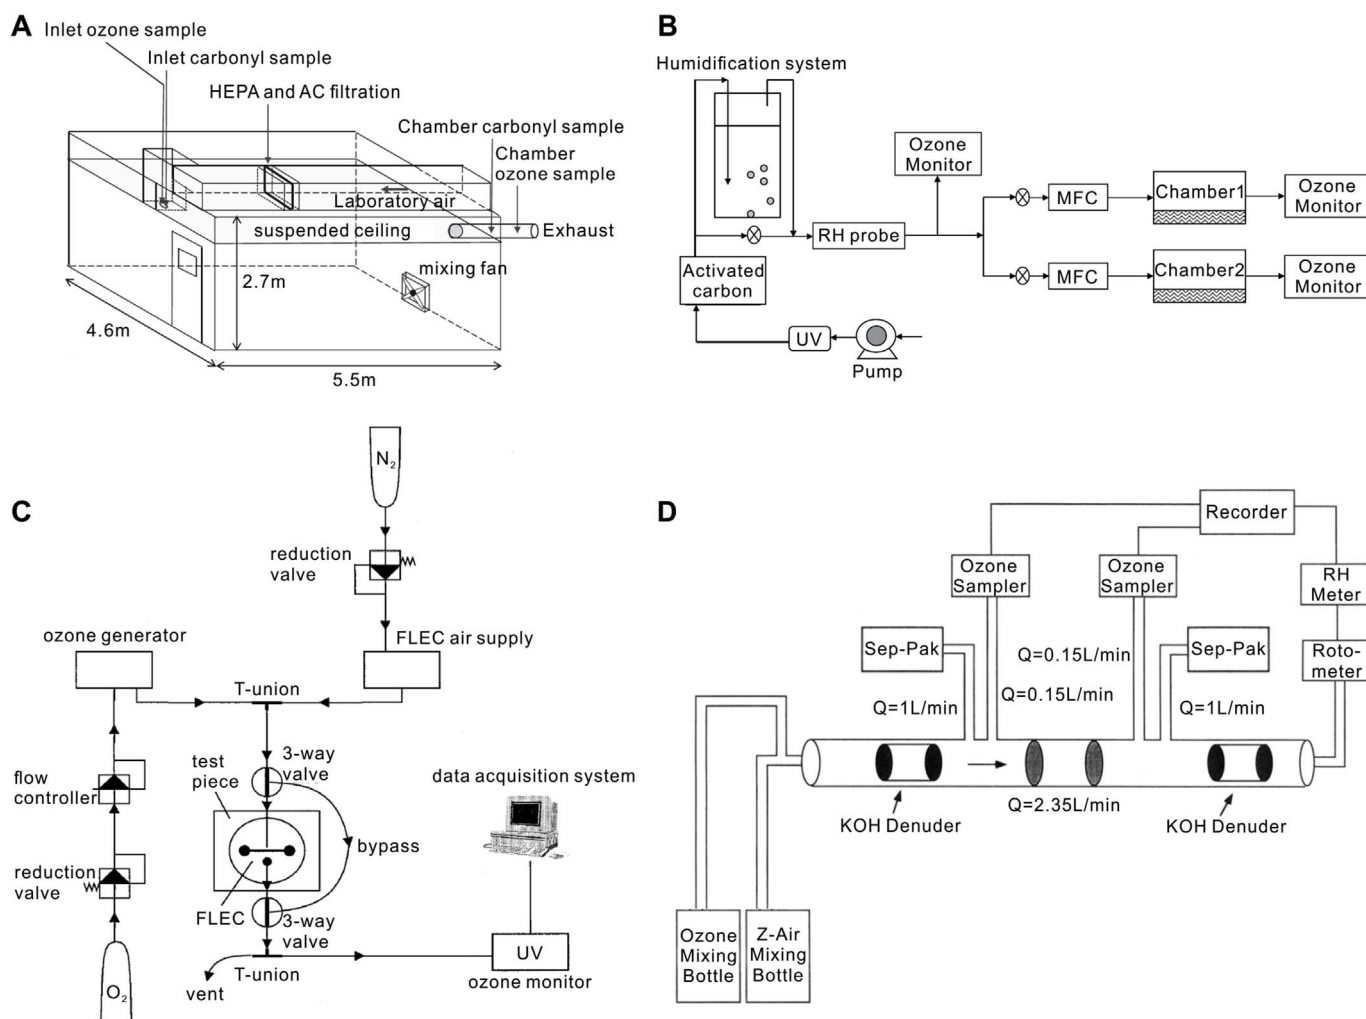 A
Inlet ozone sample
Inlet carbonyl sample
HEPA and AC filtration
Chamber carbonyl sample
Chamber
ozone sample
Laboratory air
suspended ceiling
Exhaust
mixing fan
2.7m
4.6m
5.5m
B
Humidification system
Ozone
Monitor
RH probe
MFC
Chamber1
Ozone
Monitor
MFC
Chamber2
Ozone
Monitor
Activated
carbon
UV
Pump
C
N2
reduction
valve
ozone generator
FLEC air supply
T-union
flow
controller
test
piece
3-way
valve
data acquisition system
bypass
reduction
valve
FLEC
3-way
valve
UV
ozone monitor
T-union
vent
O2
D
Recorder
Ozone
Sampler
Ozone
Sampler
RH
Meter
Sep-Pak
Q=0.15L/min
Sep-Pak
Roto-
meter
Q=1L/min
Q=0.15L/min
Q=1L/min
Q=2.35L/min
KOH Denuder
KOH Denuder
Ozone
Mixing
Bottle
Z-Air
Mixing
Bottle